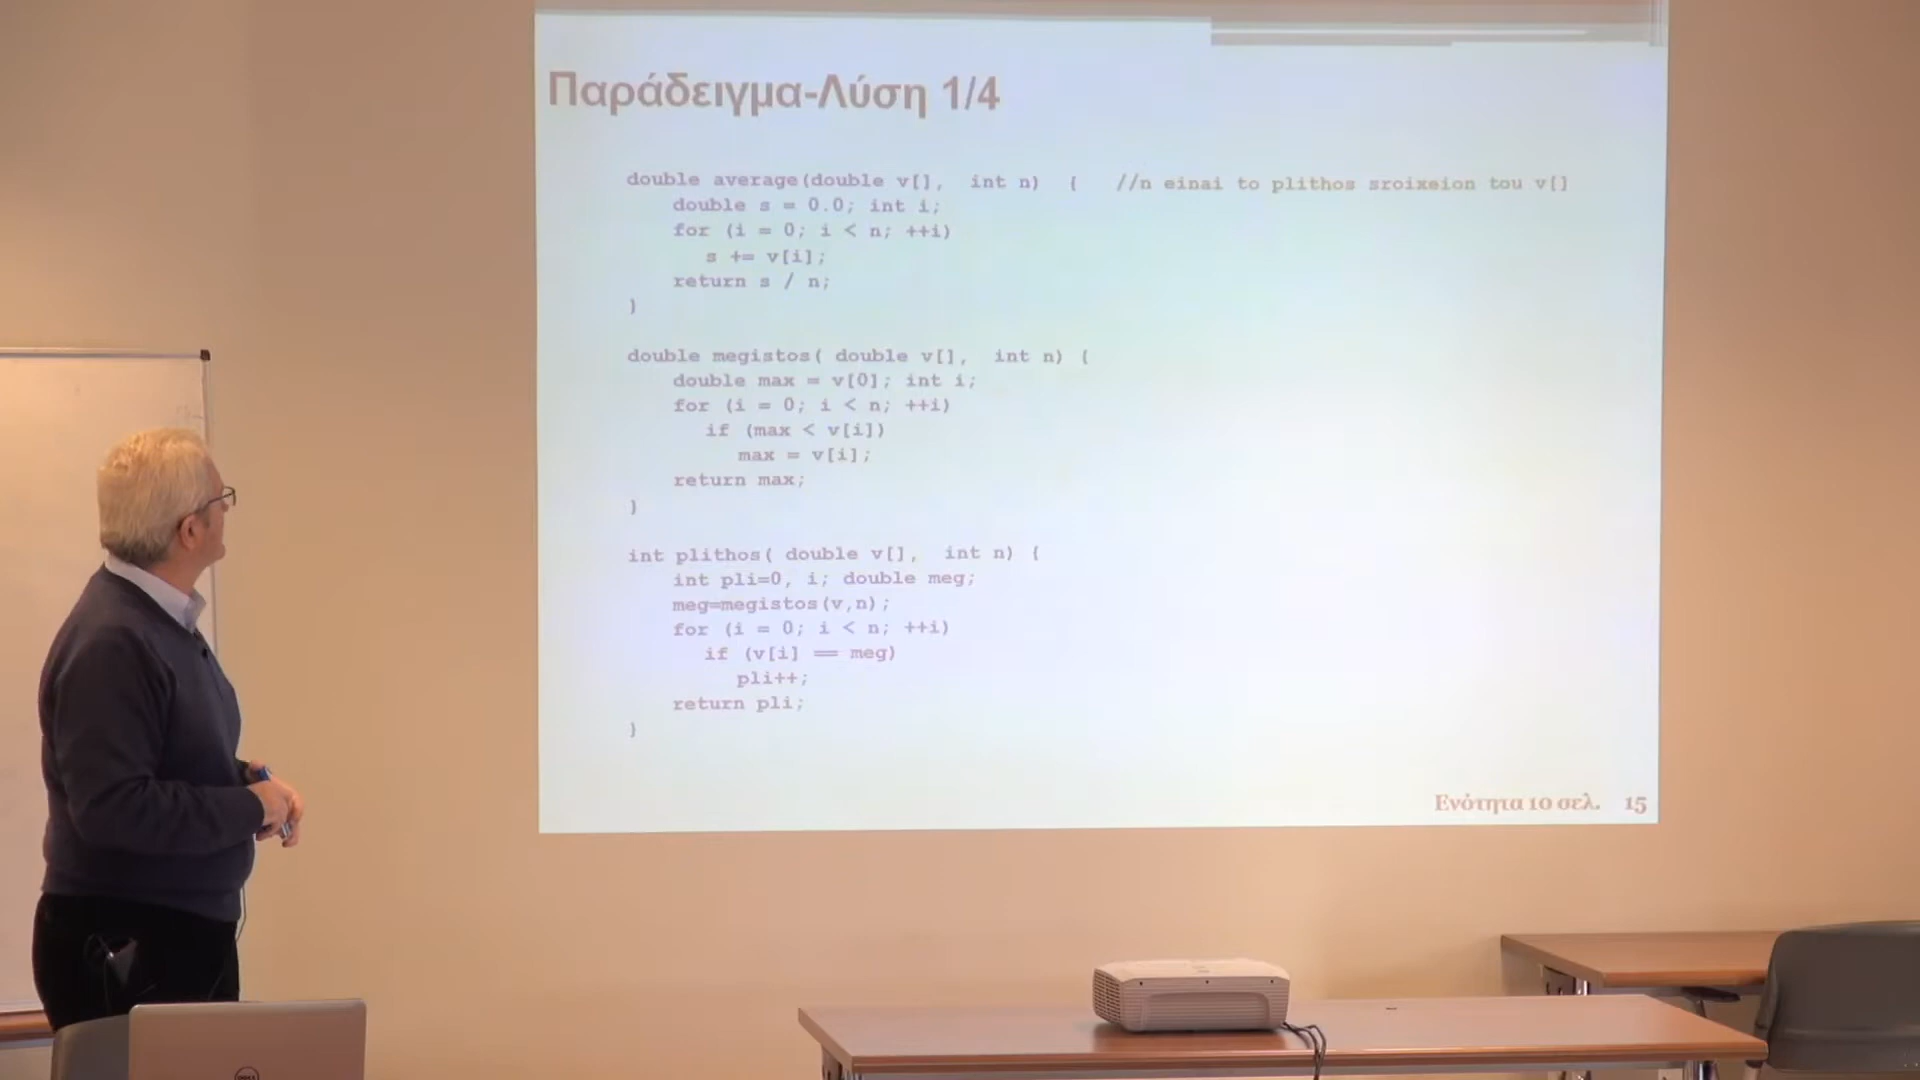 Παράδειγμα-Λύση 1/4
double average(double v[], int n) { //n einai to plithos sroixeion tou v[]
double s = 0.0; int i;
for (i = 0; i < n; ++i)
s += v[i];
return s / n;
}
double megistos( double v[], int n) {
double max = v[0]; int i;
for (i = 0; i < n; ++i)
if (max < v[i])
max = v[i];
return max;
}
int plithos( double v[], int n) {
int pli=0, i; double meg;
meg=megistos(v,n);
for (i = 0; i < n; ++i)
if (v[i] == meg)
pli++;
return pli;
}
Ενότητα 10 σελ. 15
DELL